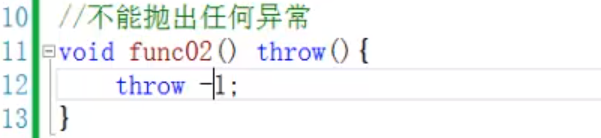 10 //不能抛出任何异常
11 void func02() throw(){
12 throw -1;
13 }